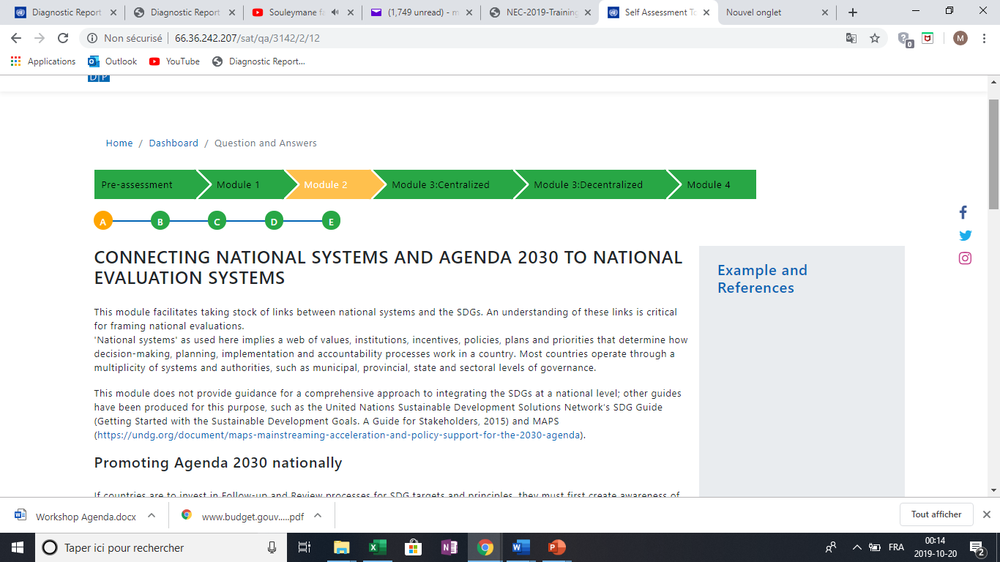 Diagnostic Report
Diagnostic Report
Souleymane fa
(1,749 unread) - m
NEC-2019-Training
Self Assessment To
Nouvel onglet
Non sécurisé | 66.36.242.207/sat/qa/3142/2/12
0
M
Applications
Outlook
YouTube
Diagnostic Report...
D P
Home / Dashboard / Question and Answers
Pre-assessment
Module 1
Module 2
Module 3:Centralized
Module 3:Decentralized
Module 4
A B C D E
CONNECTING NATIONAL SYSTEMS AND AGENDA 2030 TO NATIONAL
EVALUATION SYSTEMS
This module facilitates taking stock of links between national systems and the SDGs. An understanding of these links is critical
for framing national evaluations.
'National systems' as used here implies a web of values, institutions, incentives, policies, plans and priorities that determine how
decision-making, planning, implementation and accountability processes work in a country. Most countries operate through a
multiplicity of systems and authorities, such as municipal, provincial, state and sectoral levels of governance.
This module does not provide guidance for a comprehensive approach to integrating the SDGs at a national level; other guides
have been produced for this purpose, such as the United Nations Sustainable Development Solutions Network's SDG Guide
(Getting Started with the Sustainable Development Goals. A Guide for Stakeholders, 2015) and MAPS
(https://undg.org/document/maps-mainstreaming-acceleration-and-policy-support-for-the-2030-agenda).
Promoting Agenda 2030 nationally
If countries are to invest in Follow-up and Review processes for SDG targets and principles, they must first create awareness of
Example and
References
Workshop Agenda.docx
www.budget.gouv.....pdf
Tout afficher
Taper ici pour rechercher
FRA
00:14
2019-10-20
2